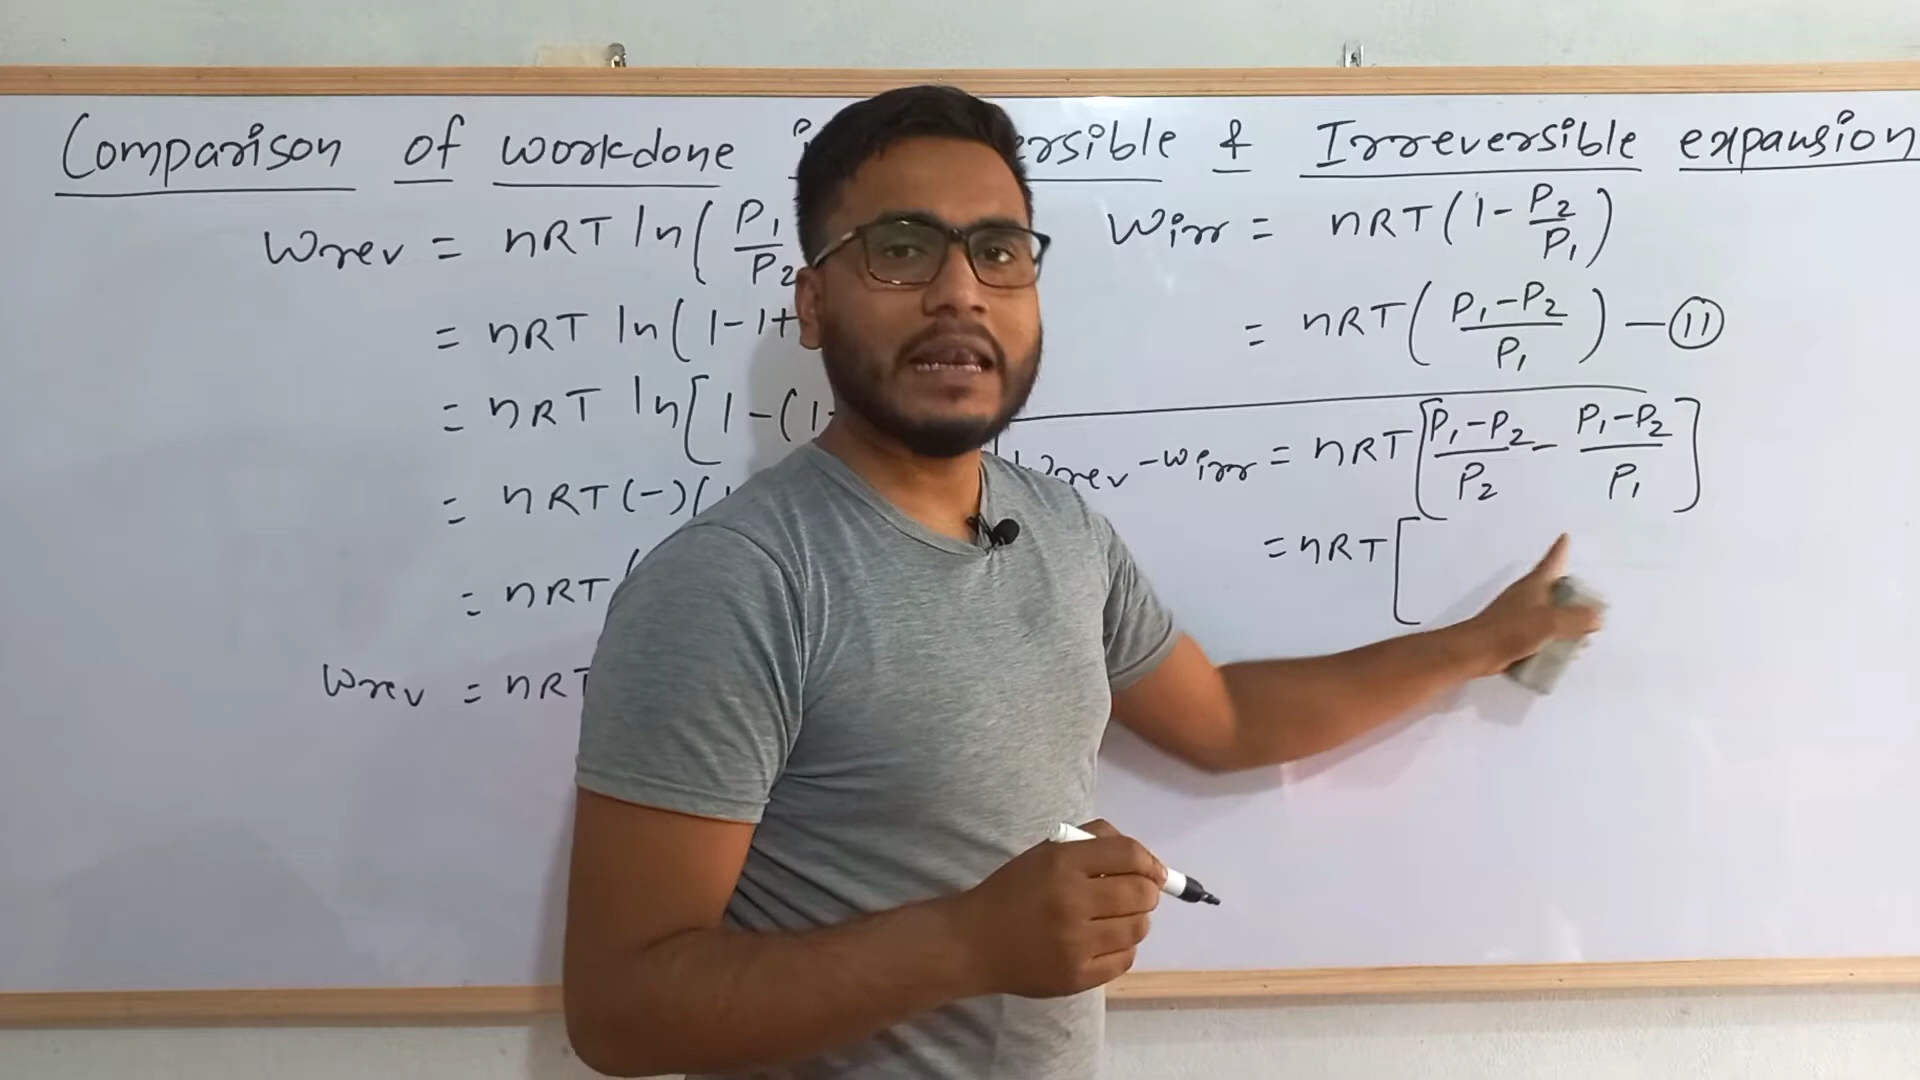 Comparison of workdone & Irreversible expansion
Wrev = nRT ln(P₁/P₂
= nRT ln(1-1+
= nRT ln[1-(1-
= nRT(-)(
= nRT
Wrev = nRT
Wirr = nRT(1-P₂/P₁)
= nRT(P₁-P₂/P₁) — ⑪
Wrev - Wirr = nRT[P₁-P₂/P₂ - P₁-P₂/P₁]
= nRT[